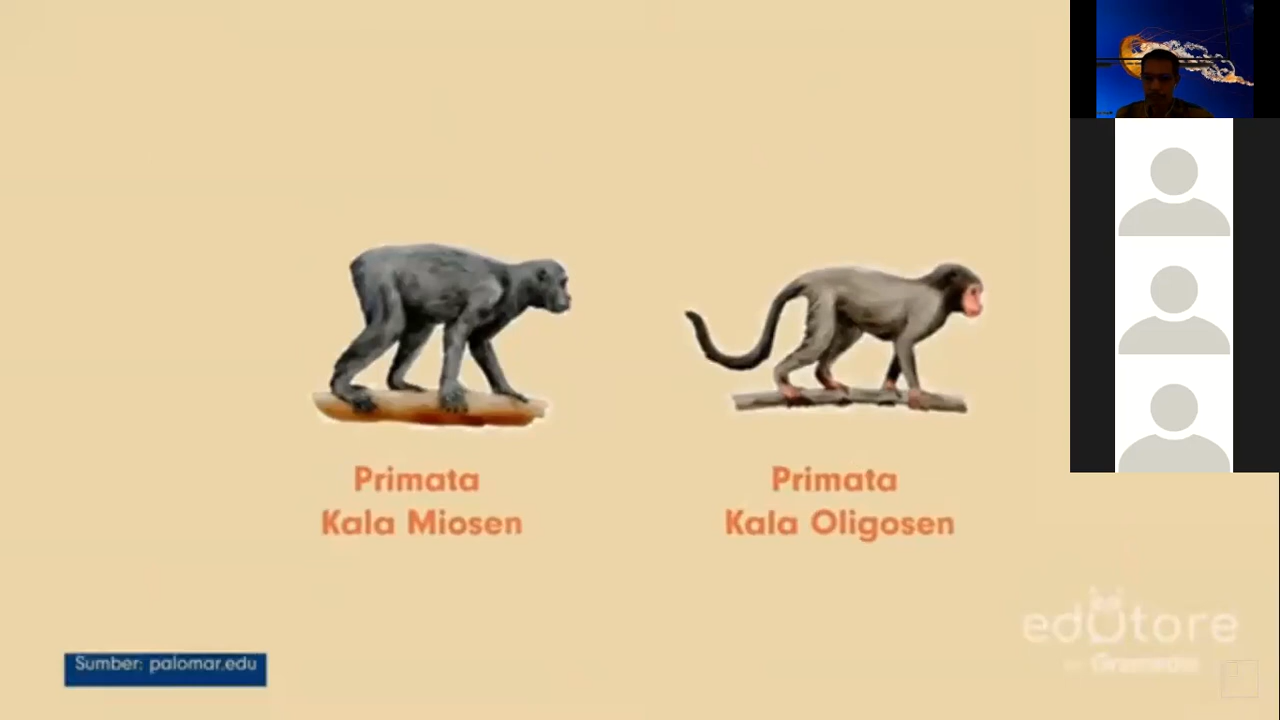 Primata
Kala Miosen
Primata
Kala Oligosen
edutore
Sumber: palomar.edu